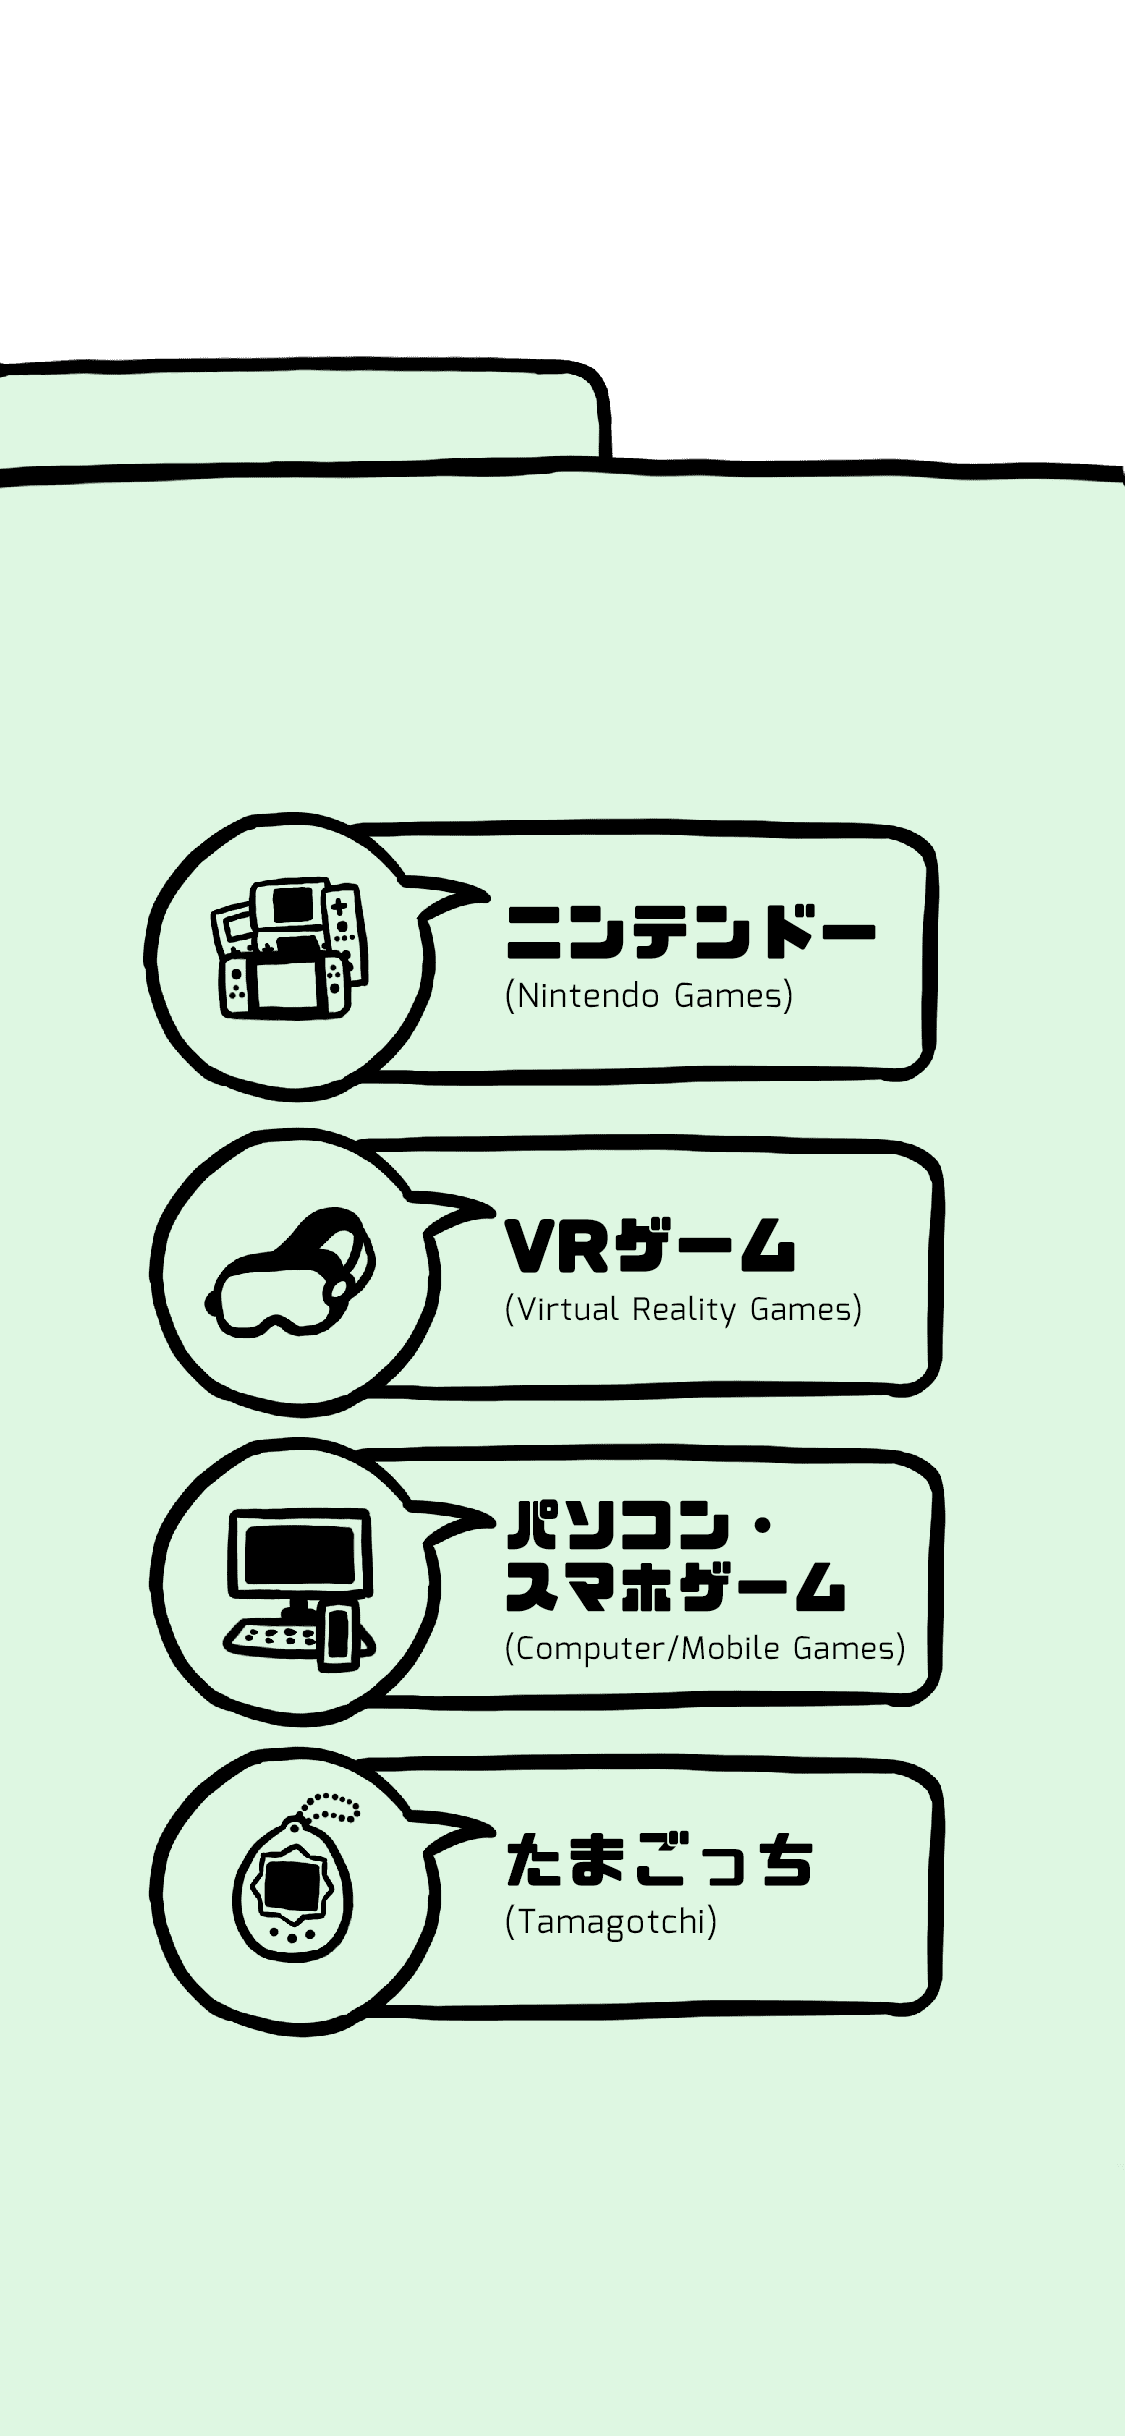 ニンテンドー
(Nintendo Games)
VRゲーム
(Virtual Reality Games)
パソコン・
スマホゲーム
(Computer/Mobile Games)
たまごっち
(Tamagotchi)